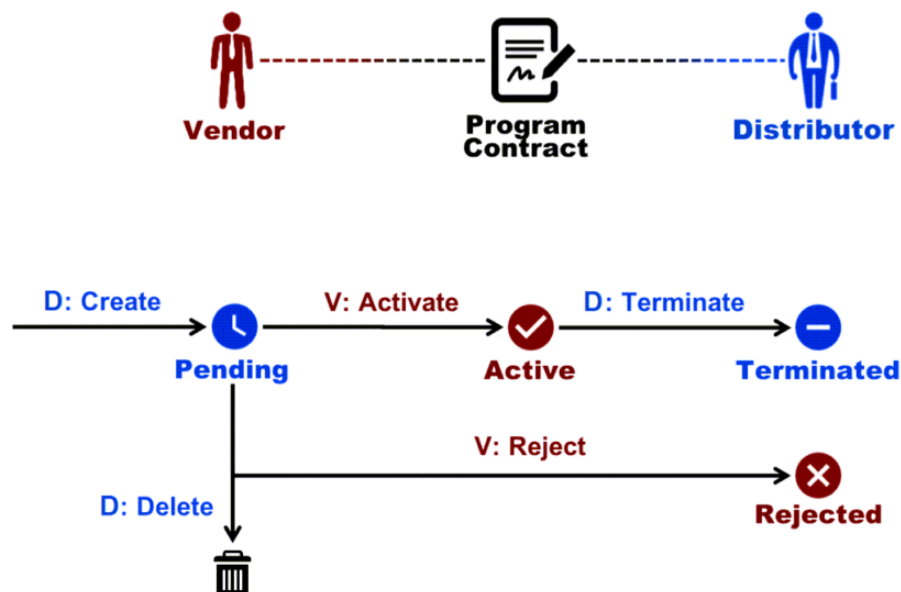 Vendor
Program
Contract
Distributor
D: Create
V: Activate
D: Terminate
Pending
Active
Terminated
V: Reject
D: Delete
Rejected